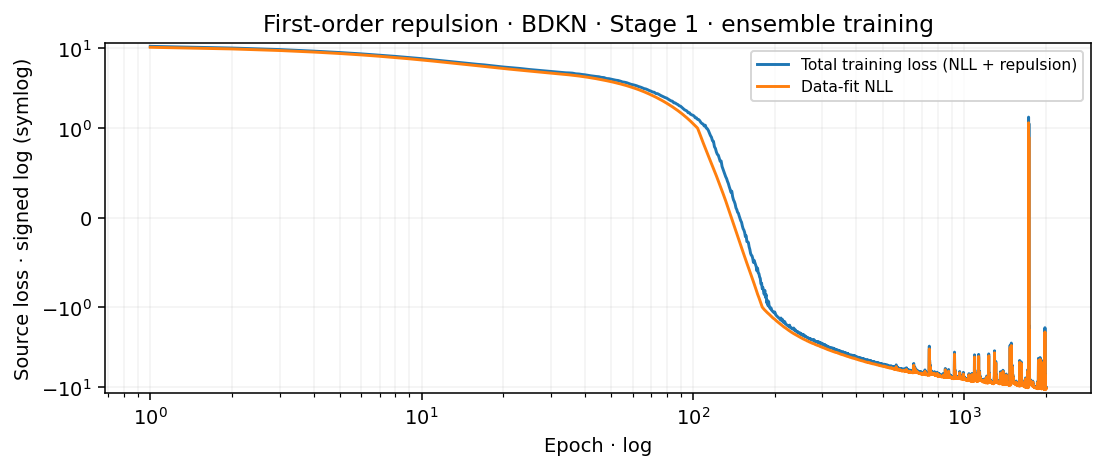 First-order repulsion · BDKN · Stage 1 · ensemble training
Source loss · signed log (symlog)
10¹
10⁰
0
−10⁰
−10¹
Total training loss (NLL + repulsion)
Data-fit NLL
10⁰
10¹
10²
10³
Epoch · log